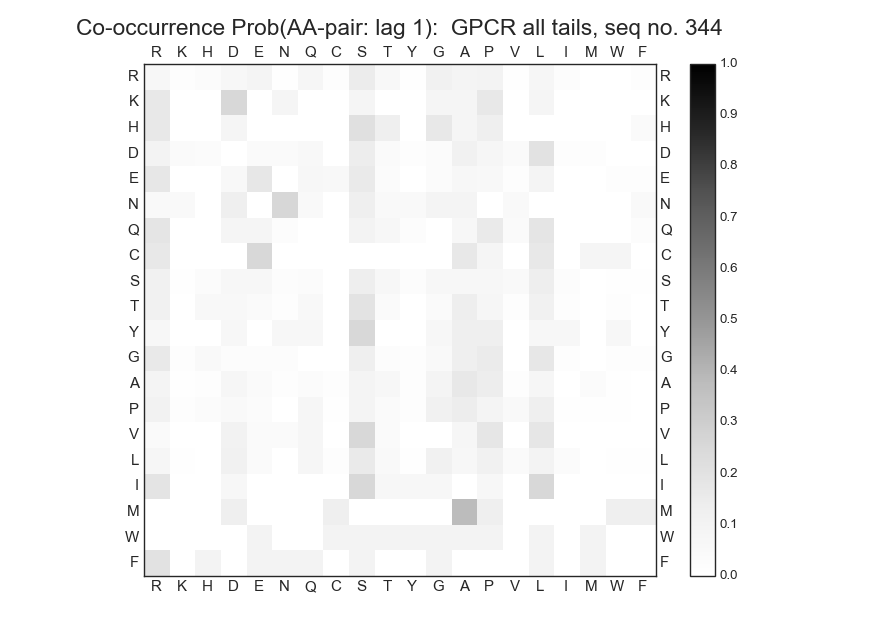 Co-occurrence Prob(AA-pair: lag 1):  GPCR all tails, seq no. 344
R K H D E N Q C S T Y G A P V L I M W F
R R
K K
H H
D D
E E
N N
Q Q
C C
S S
T T
Y Y
G G
A A
P P
V V
L L
I I
M M
W W
F F
R K H D E N Q C S T Y G A P V L I M W F
1.0
0.9
0.8
0.7
0.6
0.5
0.4
0.3
0.2
0.1
0.0